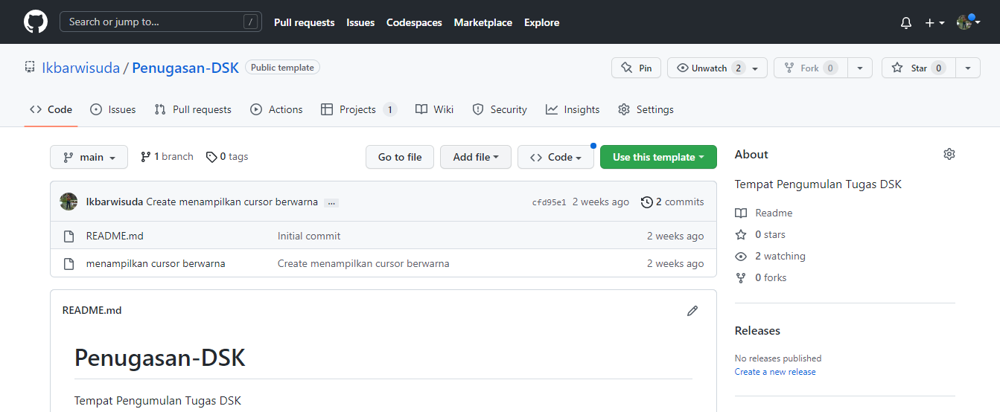 Search or jump to... / Pull requests Issues Codespaces Marketplace Explore
Ikbarwisuda / Penugasan-DSK Public template Pin Unwatch 2 Fork 0 Star 0
Code Issues Pull requests Actions Projects 1 Wiki Security Insights Settings
main 1 branch 0 tags Go to file Add file Code Use this template
Ikbarwisuda Create menampilkan cursor berwarna ... cfd95e1 2 weeks ago 2 commits
README.md Initial commit 2 weeks ago
menampilkan cursor berwarna Create menampilkan cursor berwarna 2 weeks ago
README.md
Penugasan-DSK
Tempat Pengumulan Tugas DSK
About
Tempat Pengumulan Tugas DSK
Readme
0 stars
2 watching
0 forks
Releases
No releases published
Create a new release